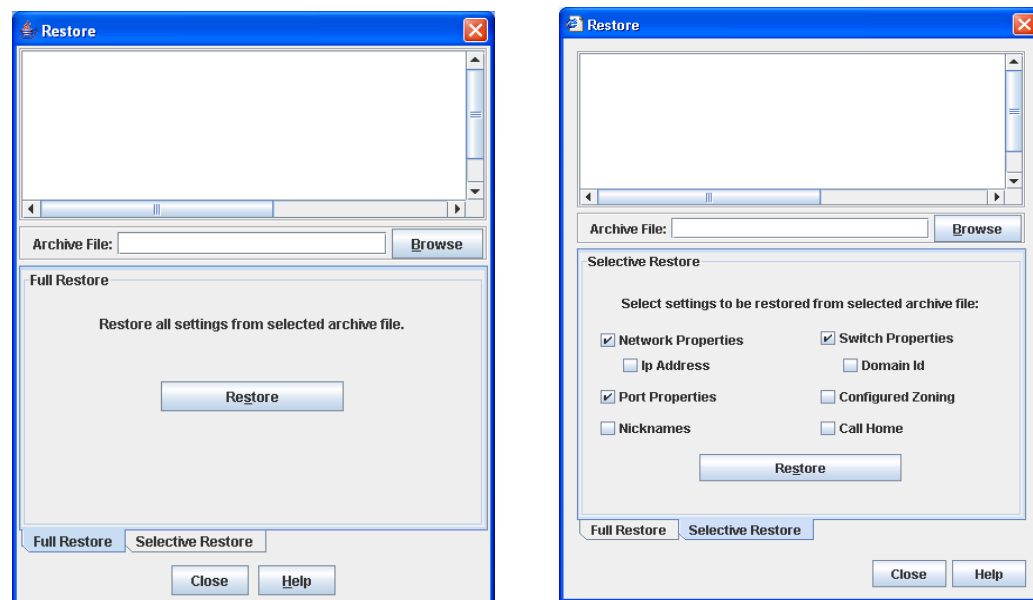 Restore
Archive File:
Browse
Full Restore
Restore all settings from selected archive file.
Restore
Full Restore
Selective Restore
Close
Help
Restore
Archive File:
Browse
Selective Restore
Select settings to be restored from selected archive file:
Network Properties
Switch Properties
Ip Address
Domain Id
Port Properties
Configured Zoning
Nicknames
Call Home
Restore
Full Restore
Selective Restore
Close
Help